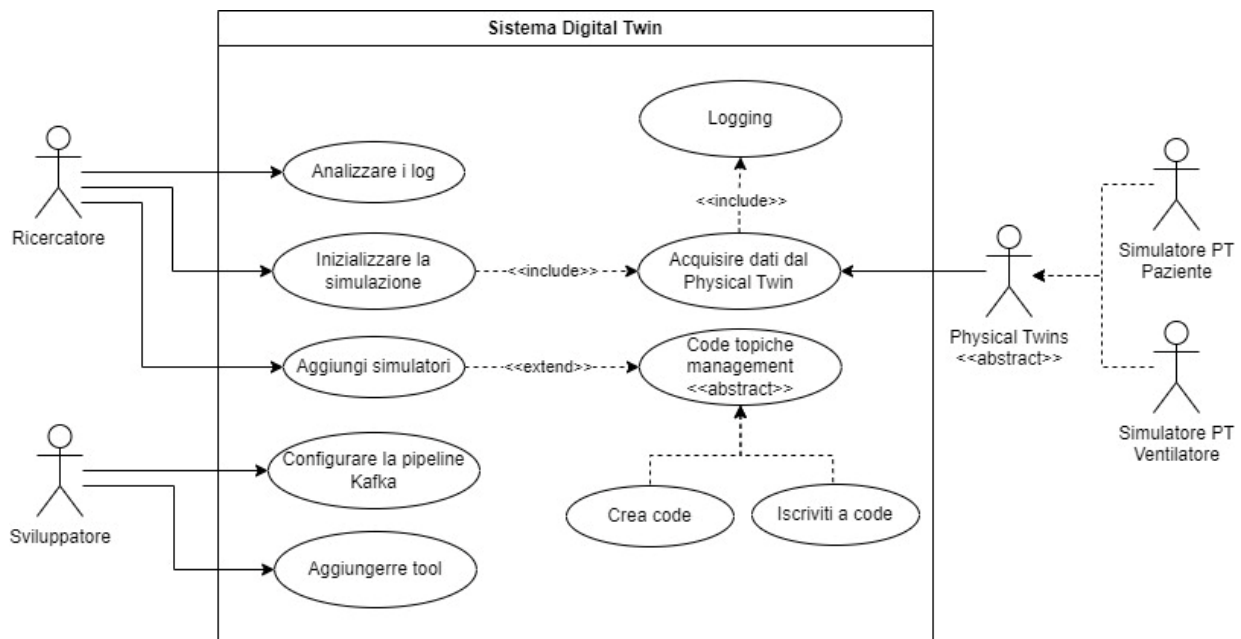 Sistema Digital Twin
Logging
Analizzare i log
Ricercatore
<<include>>
Inizializzare la
simulazione
<<include>>
Acquisire dati dal
Physical Twin
Simulatore PT
Paziente
Physical Twins
<<abstract>>
Aggiungi simulatori
<<extend>>
Code topiche
management
<<abstract>>
Simulatore PT
Ventilatore
Configurare la pipeline
Kafka
Crea code
Iscriviti a code
Sviluppatore
Aggiungerre tool